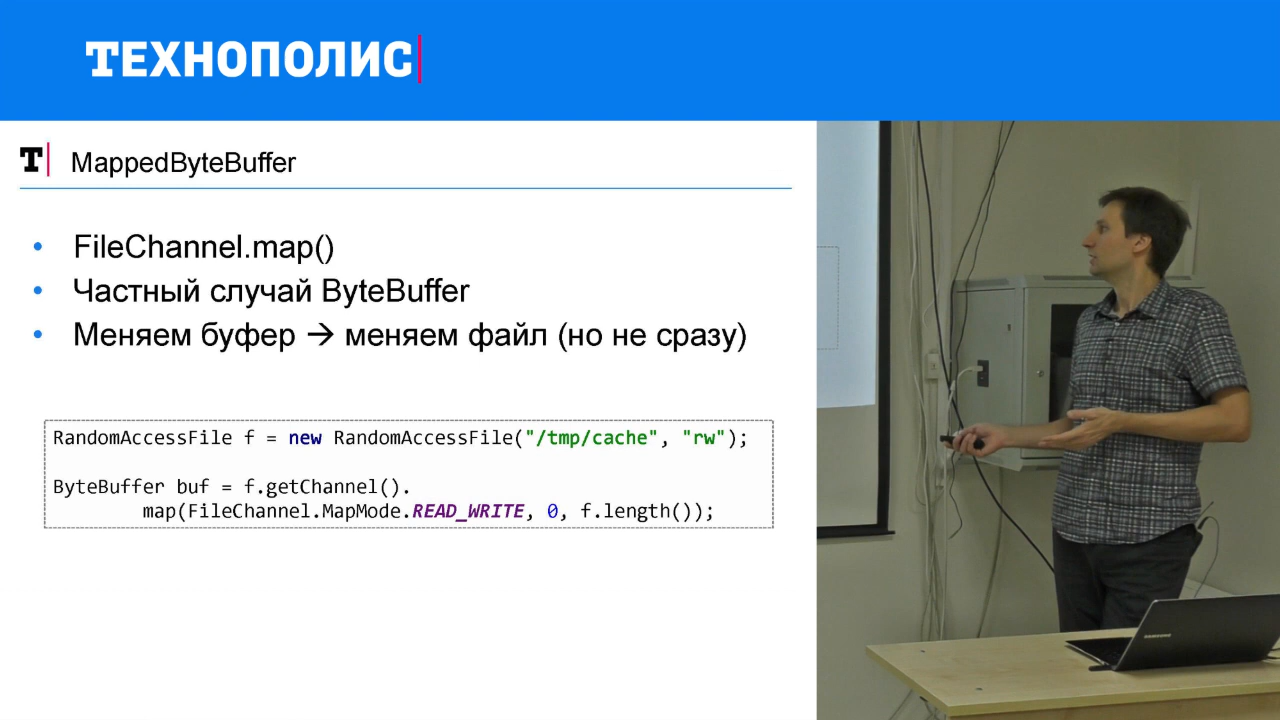 ТЕХНОПОЛИС
T MappedByteBuffer
• FileChannel.map()
• Частный случай ByteBuffer
• Меняем буфер → меняем файл (но не сразу)
RandomAccessFile f = new RandomAccessFile("/tmp/cache", "rw");
ByteBuffer buf = f.getChannel().
map(FileChannel.MapMode.READ_WRITE, 0, f.length());
SAMSUNG